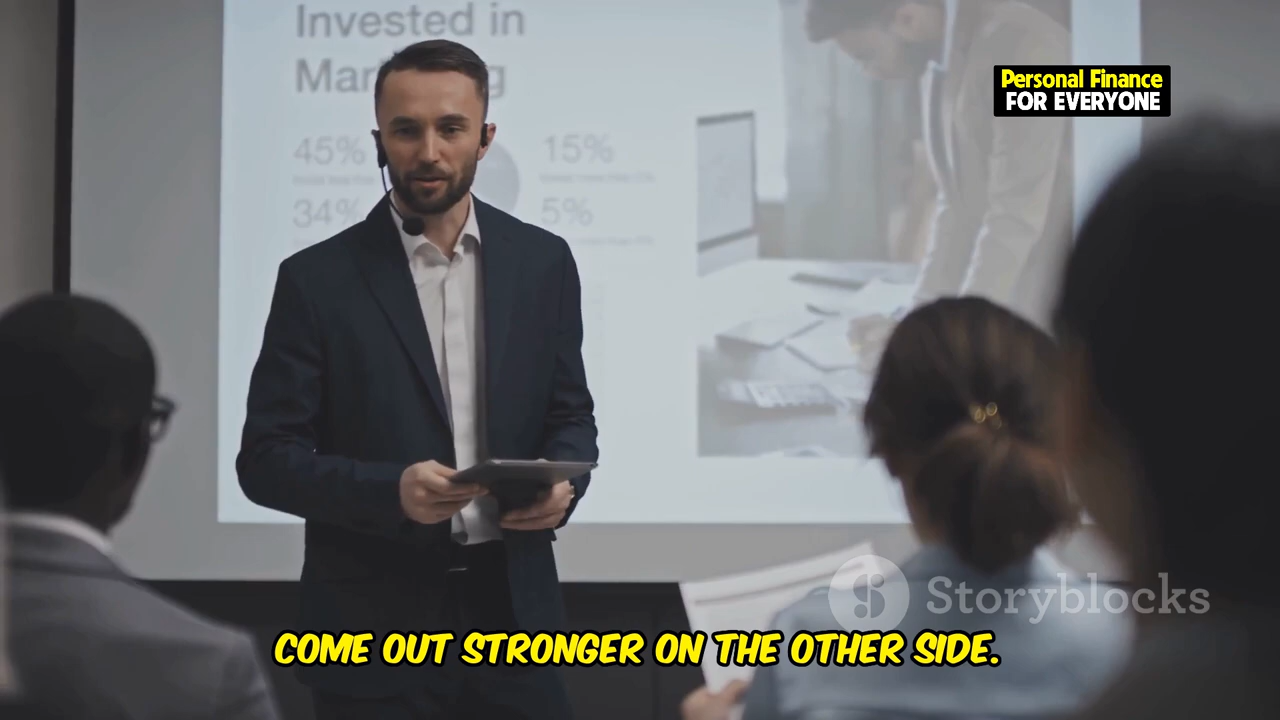 Invested in
Personal Finance
FOR EVERYONE
45%
15%
34%
5%
Storyblocks
COME OUT STRONGER ON THE OTHER SIDE.